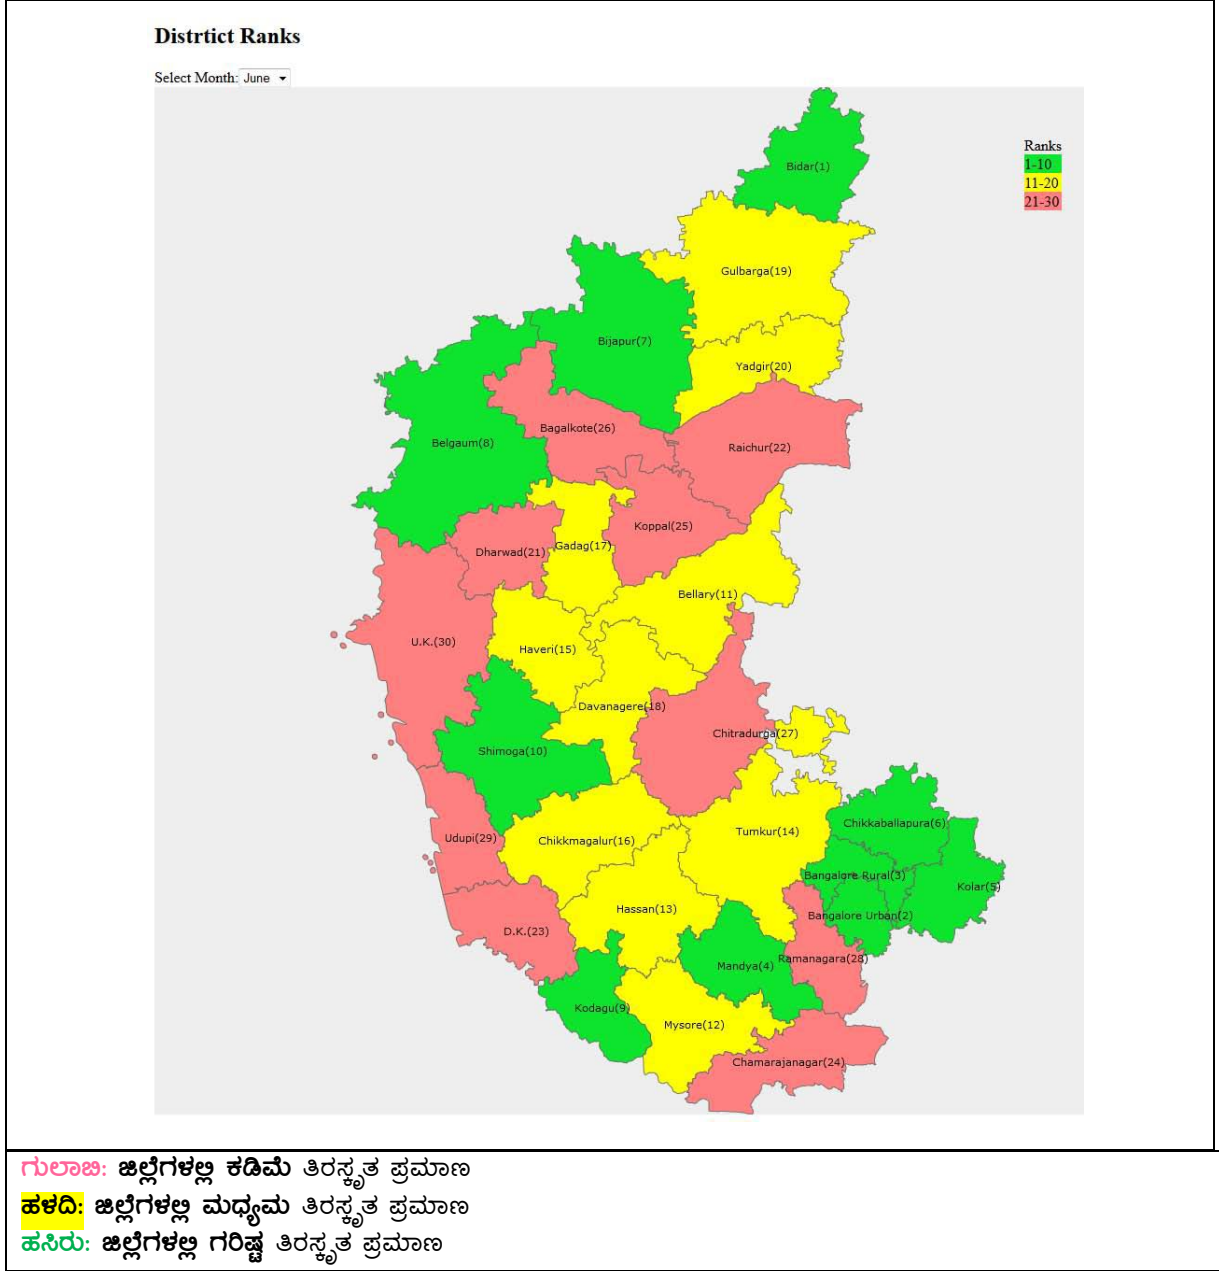 Distrtict Ranks
Select Month: June
Ranks
1-10
11-20
21-30
Bidar(1)
Gulbarga(19)
Bijapur(7)
Yadgir(20)
Bagalkote(26)
Belgaum(8)
Raichur(22)
Koppal(25)
Dharwad(21)
Gadag(17)
Bellary(11)
U.K.(30)
Haveri(15)
Davanagere(18)
Chitradurga(27)
Shimoga(10)
Chikkaballapura(6)
Tumkur(14)
Udupi(29)
Chikkmagalur(16)
Bangalore Rural(3)
Kolar(5)
Hassan(13)
Bangalore Urban(2)
D.K.(23)
Ramanagara(28)
Mandya(4)
Kodagu(9)
Mysore(12)
Chamarajanagar(24)
ಗುಲಾಬಿ: ಜಿಲ್ಲೆಗಳಲ್ಲಿ ಕಡಿಮೆ ತಿರಸ್ಕೃತ ಪ್ರಮಾಣ
ಹಳದಿ: ಜಿಲ್ಲೆಗಳಲ್ಲಿ ಮಧ್ಯಮ ತಿರಸ್ಕೃತ ಪ್ರಮಾಣ
ಹಸಿರು: ಜಿಲ್ಲೆಗಳಲ್ಲಿ ಗರಿಷ್ಟ ತಿರಸ್ಕೃತ ಪ್ರಮಾಣ